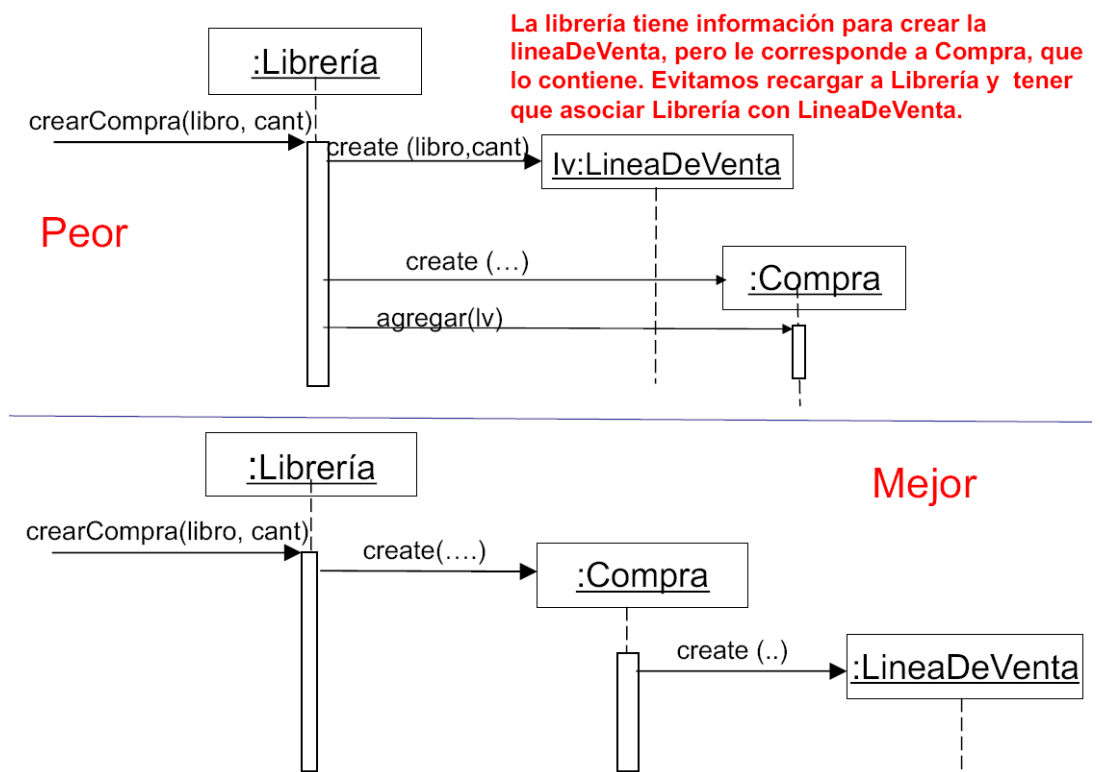 La librería tiene información para crear la
lineaDeVenta, pero le corresponde a Compra, que
lo contiene. Evitamos recargar a Librería y  tener
que asociar Librería con LineaDeVenta.
:Librería
crearCompra(libro, cant)
create (libro,cant)
lv:LineaDeVenta
Peor
create (…)
:Compra
agregar(lv)
:Librería
Mejor
crearCompra(libro, cant)
create(….)
:Compra
create (..)
:LineaDeVenta